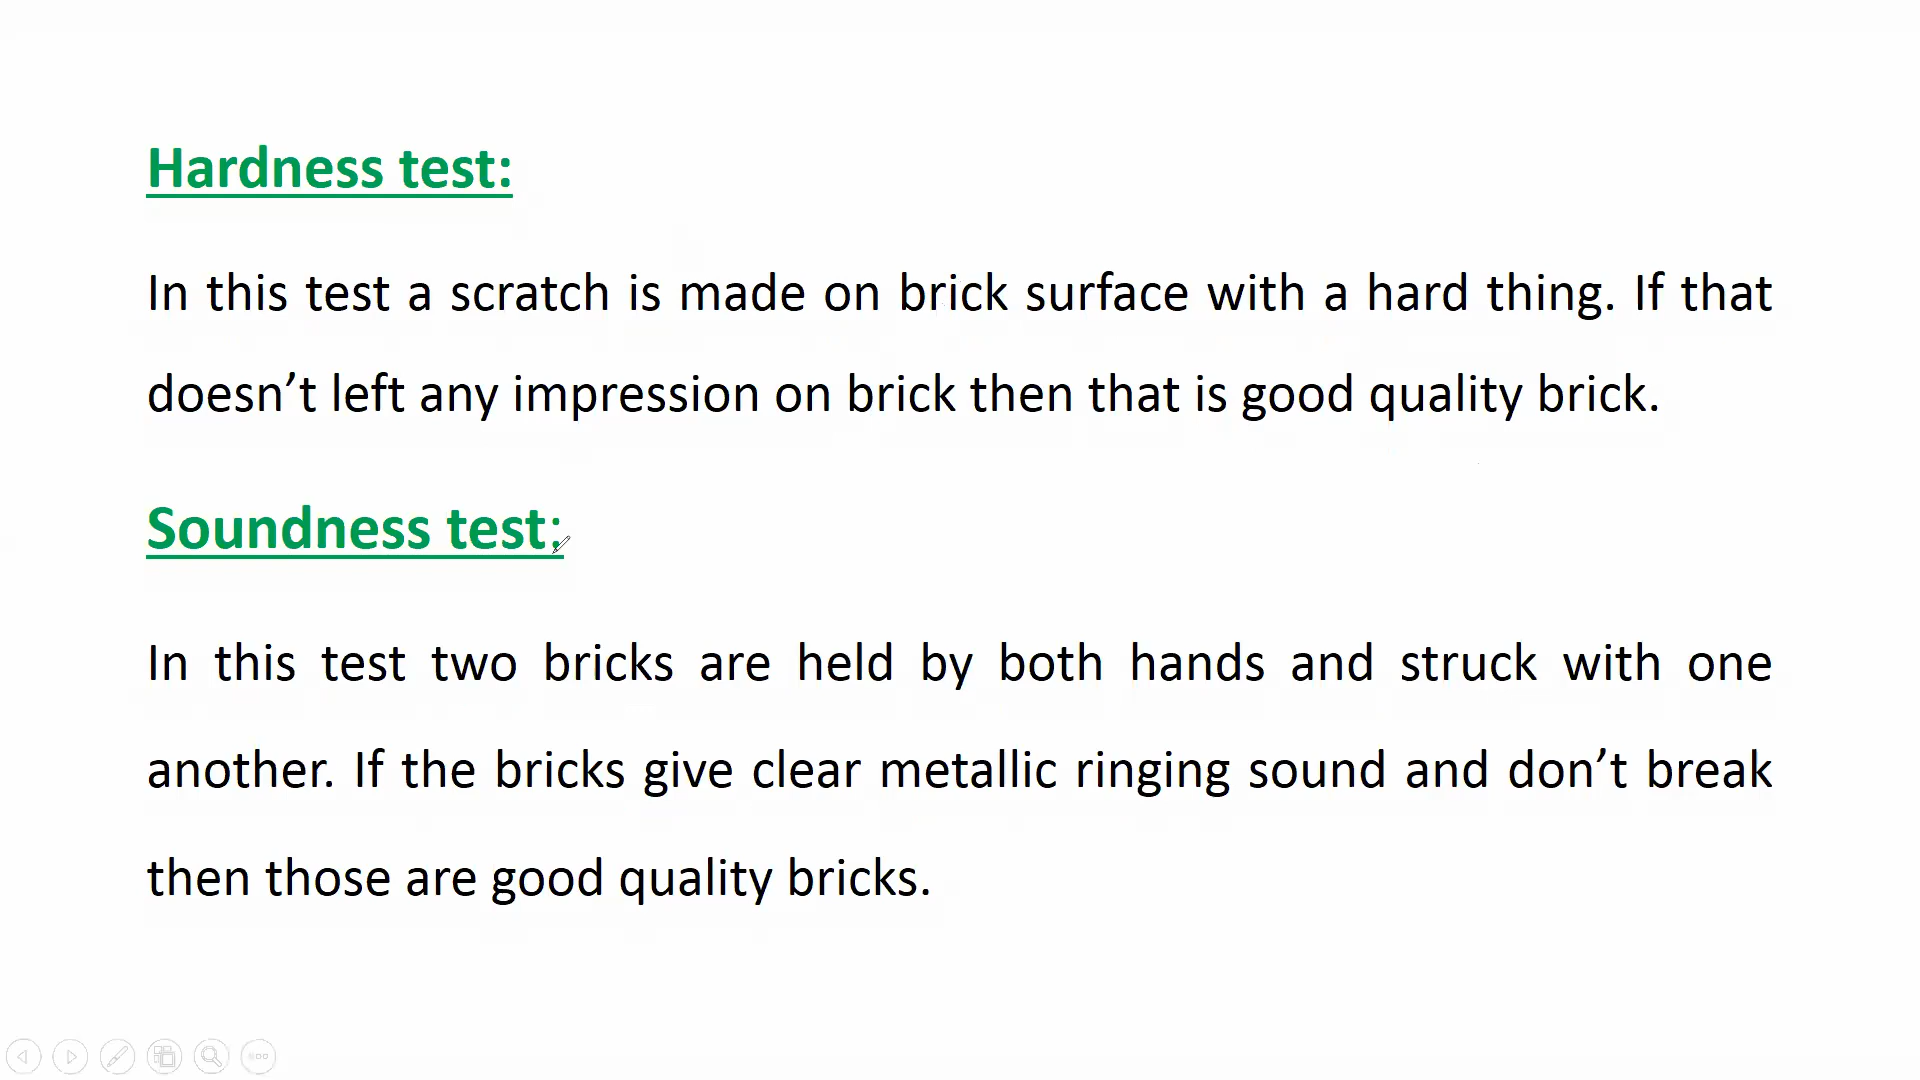 Hardness test:
In this test a scratch is made on brick surface with a hard thing. If that
doesn’t left any impression on brick then that is good quality brick.
Soundness test:
In this test two bricks are held by both hands and struck with one
another. If the bricks give clear metallic ringing sound and don’t break
then those are good quality bricks.